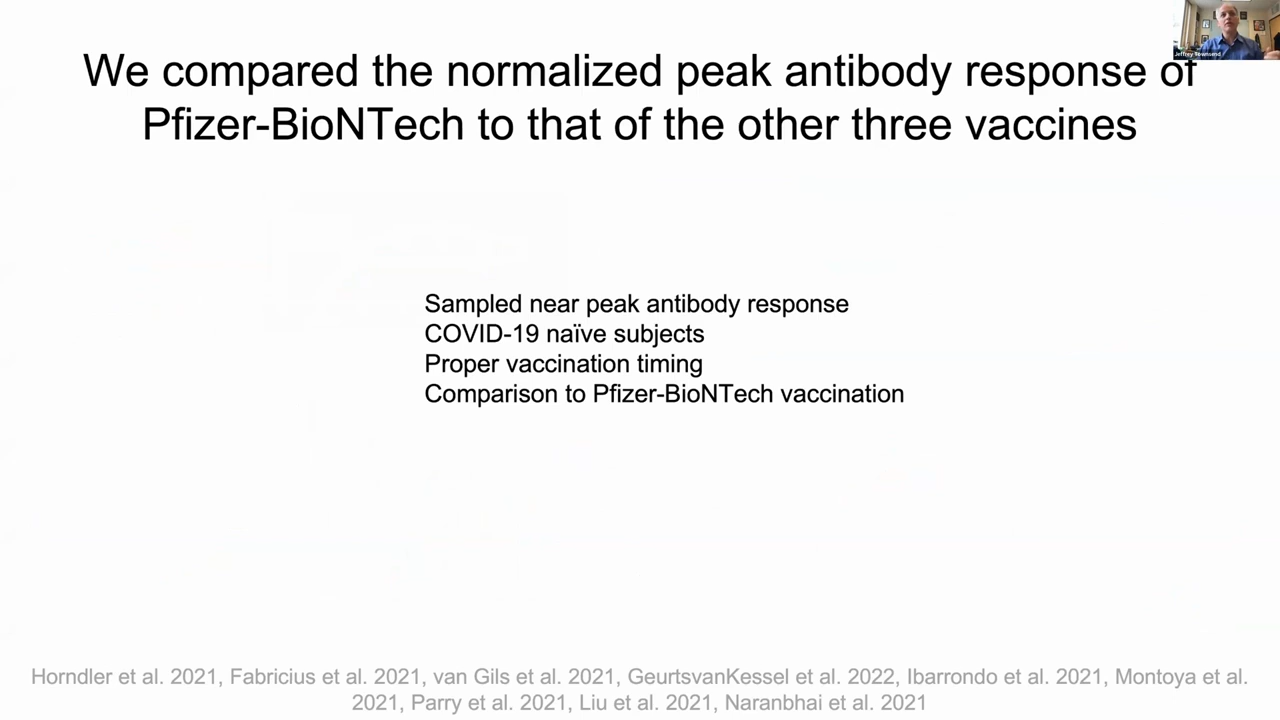 We compared the normalized peak antibody response of
Pfizer-BioNTech to that of the other three vaccines
Jeffrey Townsend
Sampled near peak antibody response
COVID-19 naïve subjects
Proper vaccination timing
Comparison to Pfizer-BioNTech vaccination
Horndler et al. 2021, Fabricius et al. 2021, van Gils et al. 2021, GeurtsvanKessel et al. 2022, Ibarrondo et al. 2021, Montoya et al.
2021, Parry et al. 2021, Liu et al. 2021, Naranbhai et al. 2021